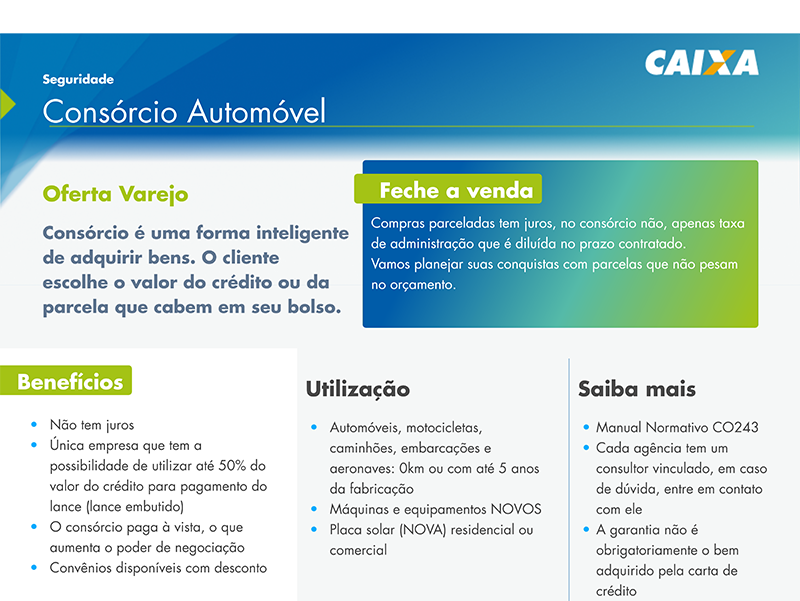 Seguridade
CAIXA
Consórcio Automóvel
Oferta Varejo
Consórcio é uma forma inteligente
de adquirir bens. O cliente
escolhe o valor do crédito ou da
parcela que cabem em seu bolso.
Feche a venda
Compras parceladas tem juros, no consórcio não, apenas taxa
de administração que é diluída no prazo contratado.
Vamos planejar suas conquistas com parcelas que não pesam
no orçamento.
Benefícios
• Não tem juros
• Única empresa que tem a
possibilidade de utilizar até 50% do
valor do crédito para pagamento do
lance (lance embutido)
• O consórcio paga à vista, o que
aumenta o poder de negociação
• Convênios disponíveis com desconto
Utilização
• Automóveis, motocicletas,
caminhões, embarcações e
aeronaves: 0km ou com até 5 anos
da fabricação
• Máquinas e equipamentos NOVOS
• Placa solar (NOVA) residencial ou
comercial
Saiba mais
• Manual Normativo CO243
• Cada agência tem um
consultor vinculado, em caso
de dúvida, entre em contato
com ele
• A garantia não é
obrigatoriamente o bem
adquirido pela carta de
crédito